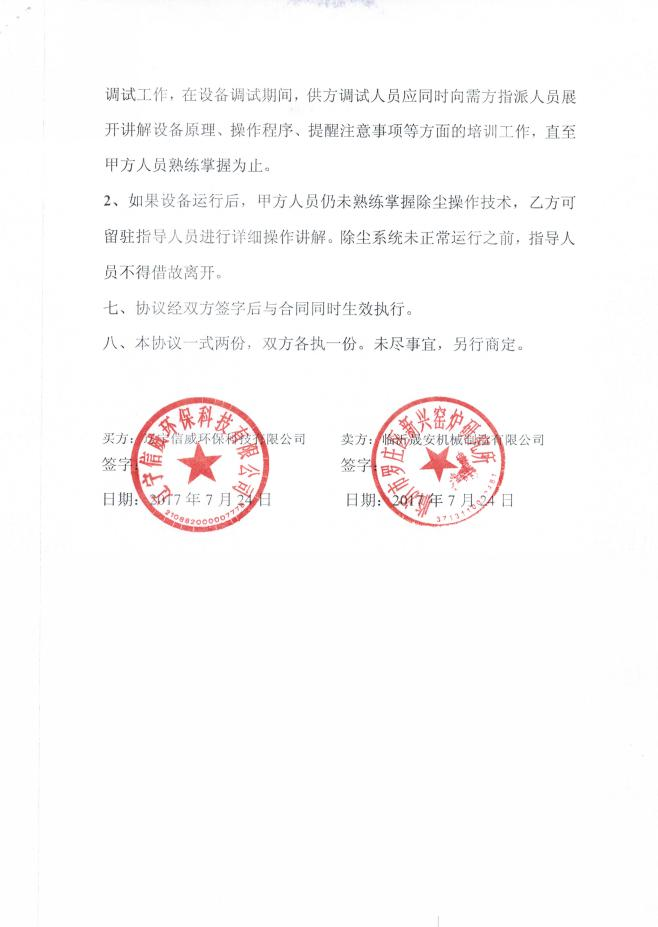 调试工作，在设备调试期间，供方调试人员应同时向需方指派人员展
开讲解设备原理、操作程序、提醒注意事项等方面的培训工作，直至
甲方人员熟练掌握为止。
2、如果设备运行后，甲方人员仍未熟练掌握除尘操作技术，乙方可
留驻指导人员进行详细操作讲解。除尘系统未正常运行之前，指导人
员不得借故离开。
七、协议经双方签字后与合同同时生效执行。
八、本协议一式两份，双方各执一份。未尽事宜，另行商定。
买方：辽宁信威环保科技有限公司
卖方：临沂晟安机械制造有限公司
签字：
签字：
日期：2017年7月24日
日期：2017年7月24日
辽宁信威环保科技有限公司
临沂市罗庄区新兴窑炉研究所